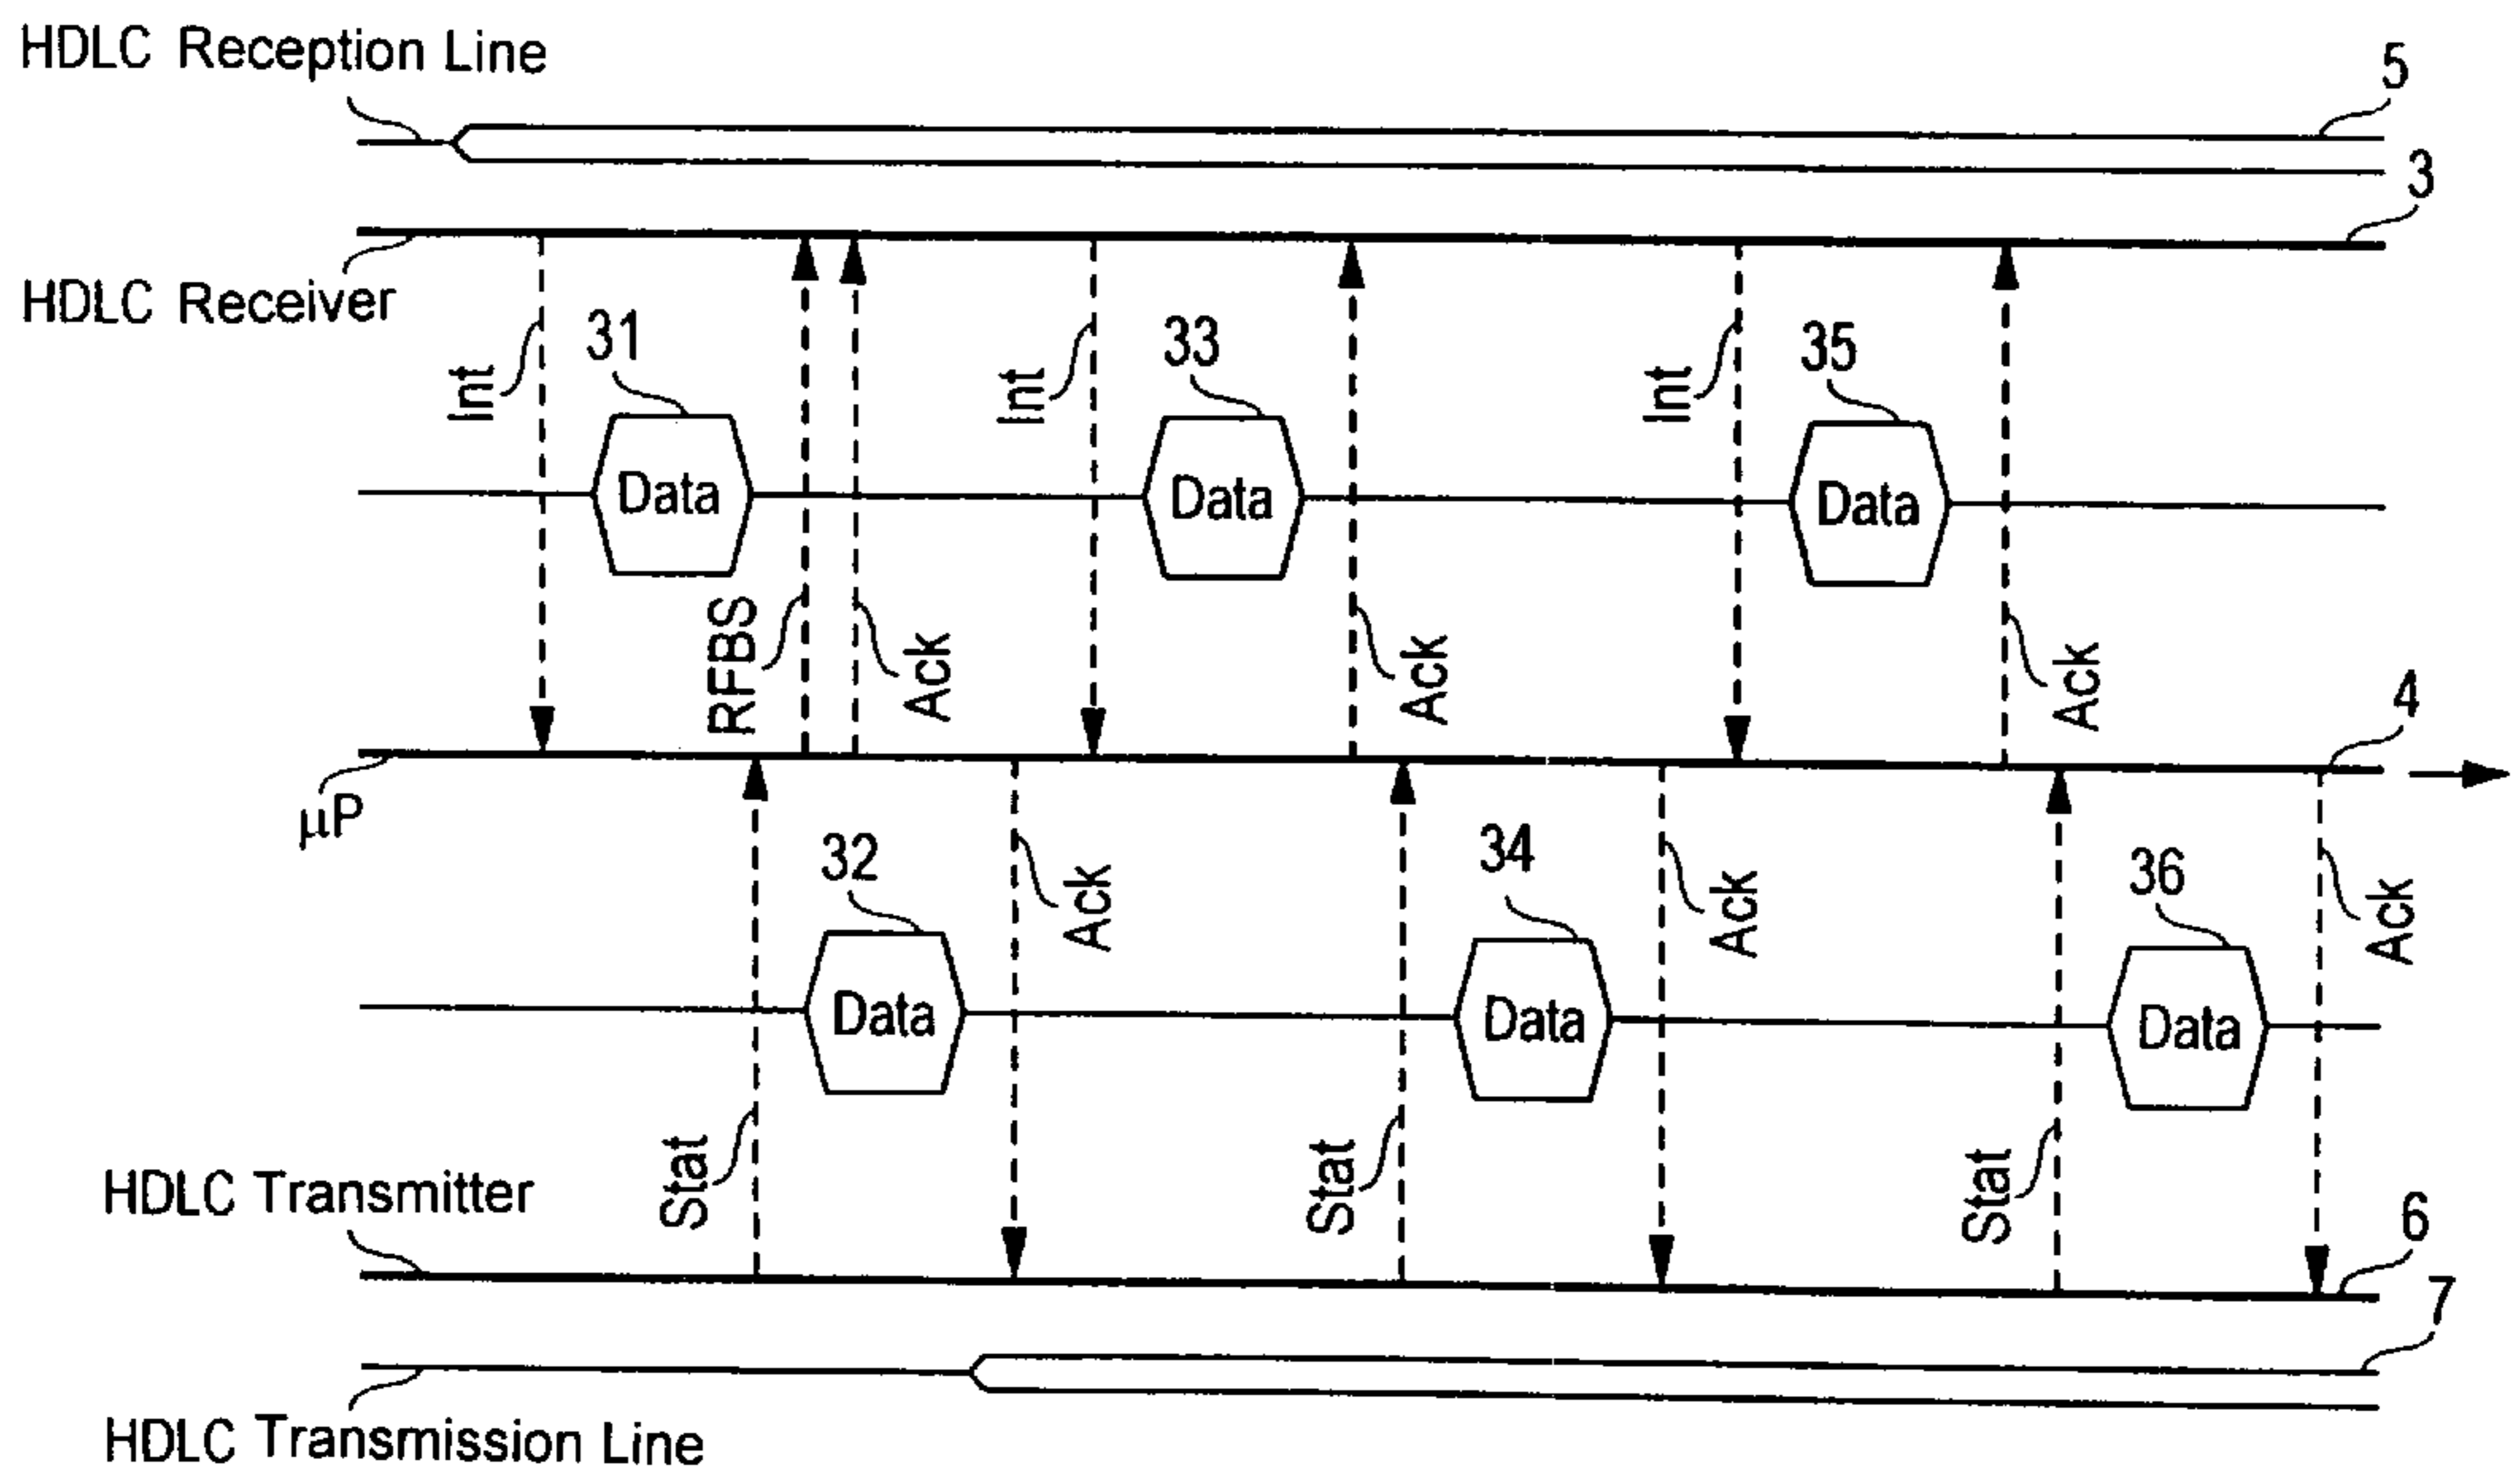 HDLC Reception Line
5
3
HDLC Receiver
31
33
35
Int
Int
Int
Data
Data
Data
RFBS
Ack
Ack
Ack
4
µP
32
34
36
Ack
Ack
Ack
Data
Data
Data
Stat
Stat
Stat
HDLC Transmitter
6
7
HDLC Transmission Line